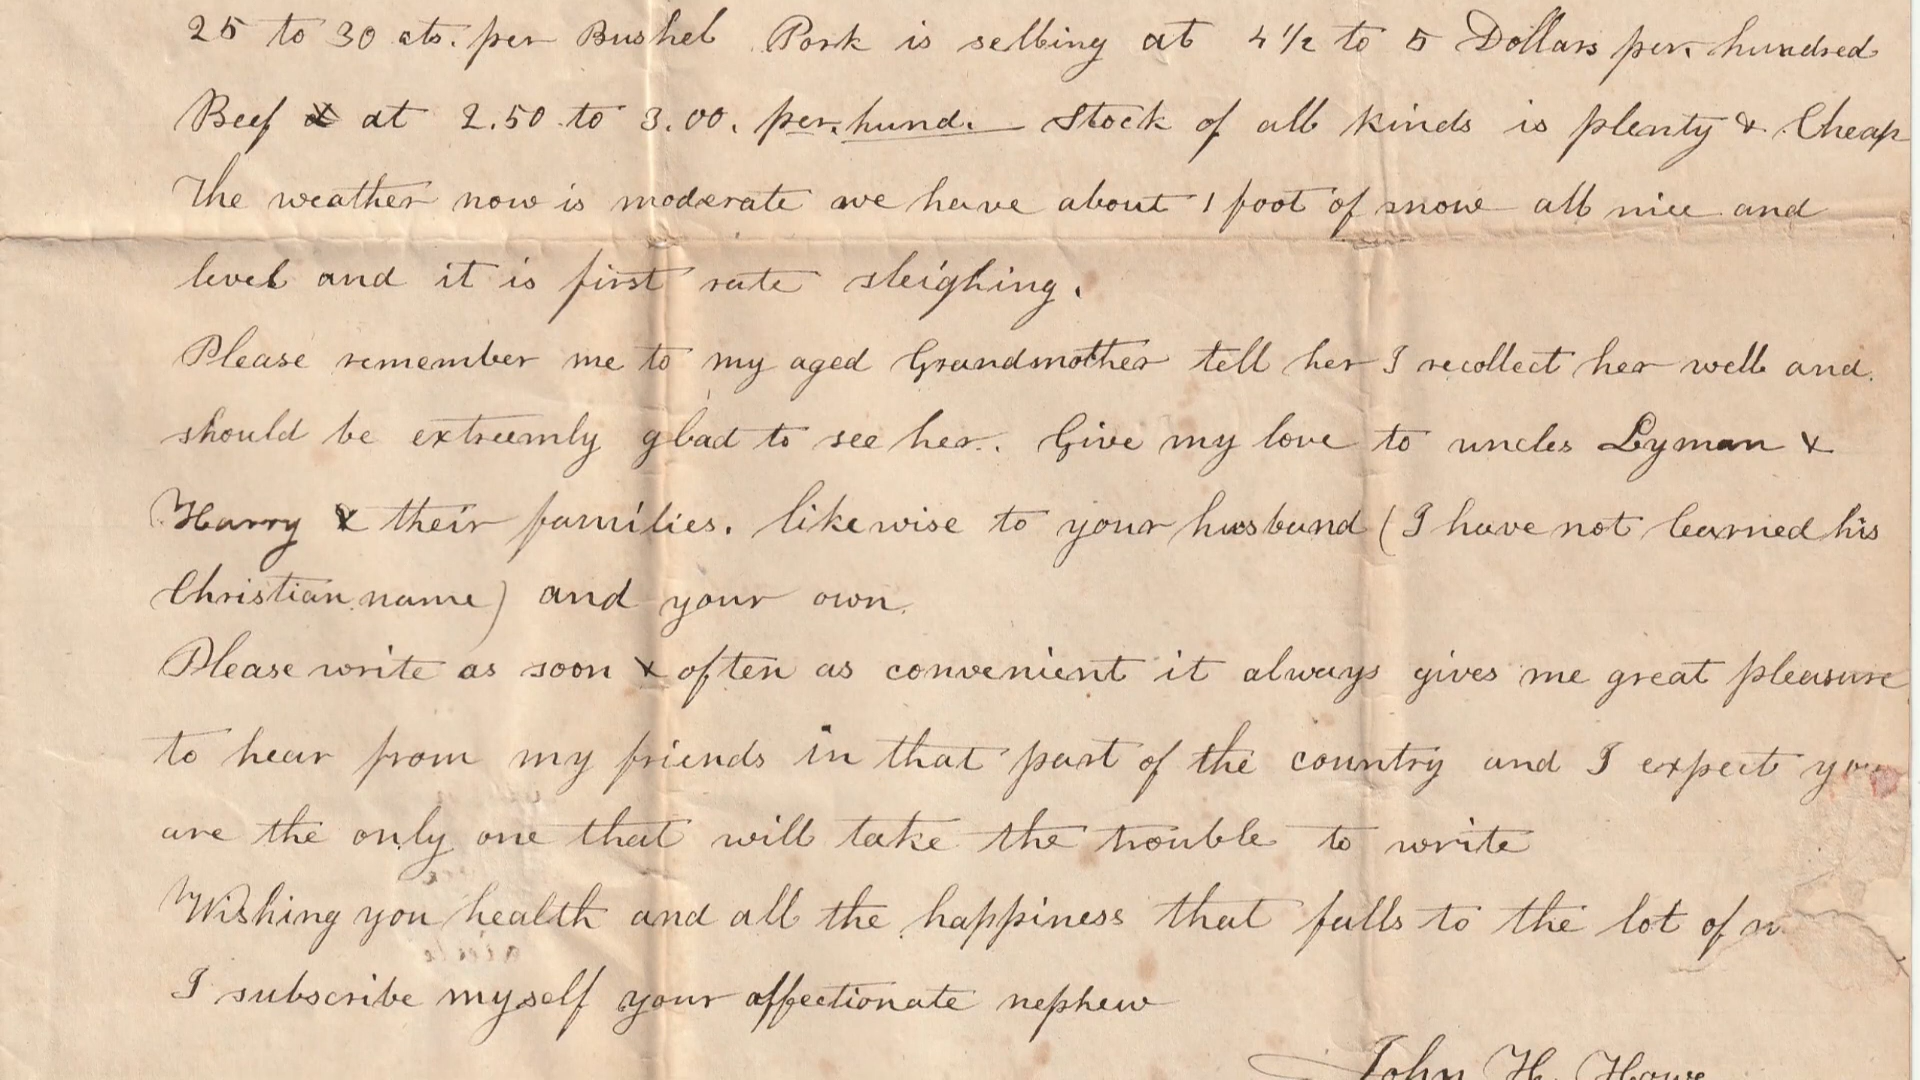 25 to 30 cts. per Bushel Pork is selling at 4 1/2 to 5 Dollars per. hundred
Beef at 2.50 to 3.00. per. hund. Stock of all kinds is plenty & Cheap
The weather now is moderate we have about 1 foot of snow all nice and
level and it is first rate sleighing.
Please remember me to my aged Grandmother tell her I recollect her well and
should be extreemly glad to see her. Give my love to uncles Lyman &
Harry & their families. likewise to your husband (I have not learned his
Christian name) and your own.
Please write as soon & often as convenient it always gives me great pleasure
to hear from my friends in that part of the country and I expect you
are the only one that will take the trouble to write
Wishing you health and all the happiness that falls to the lot of
I subscribe myself your affectionate nephew
John H. Howe